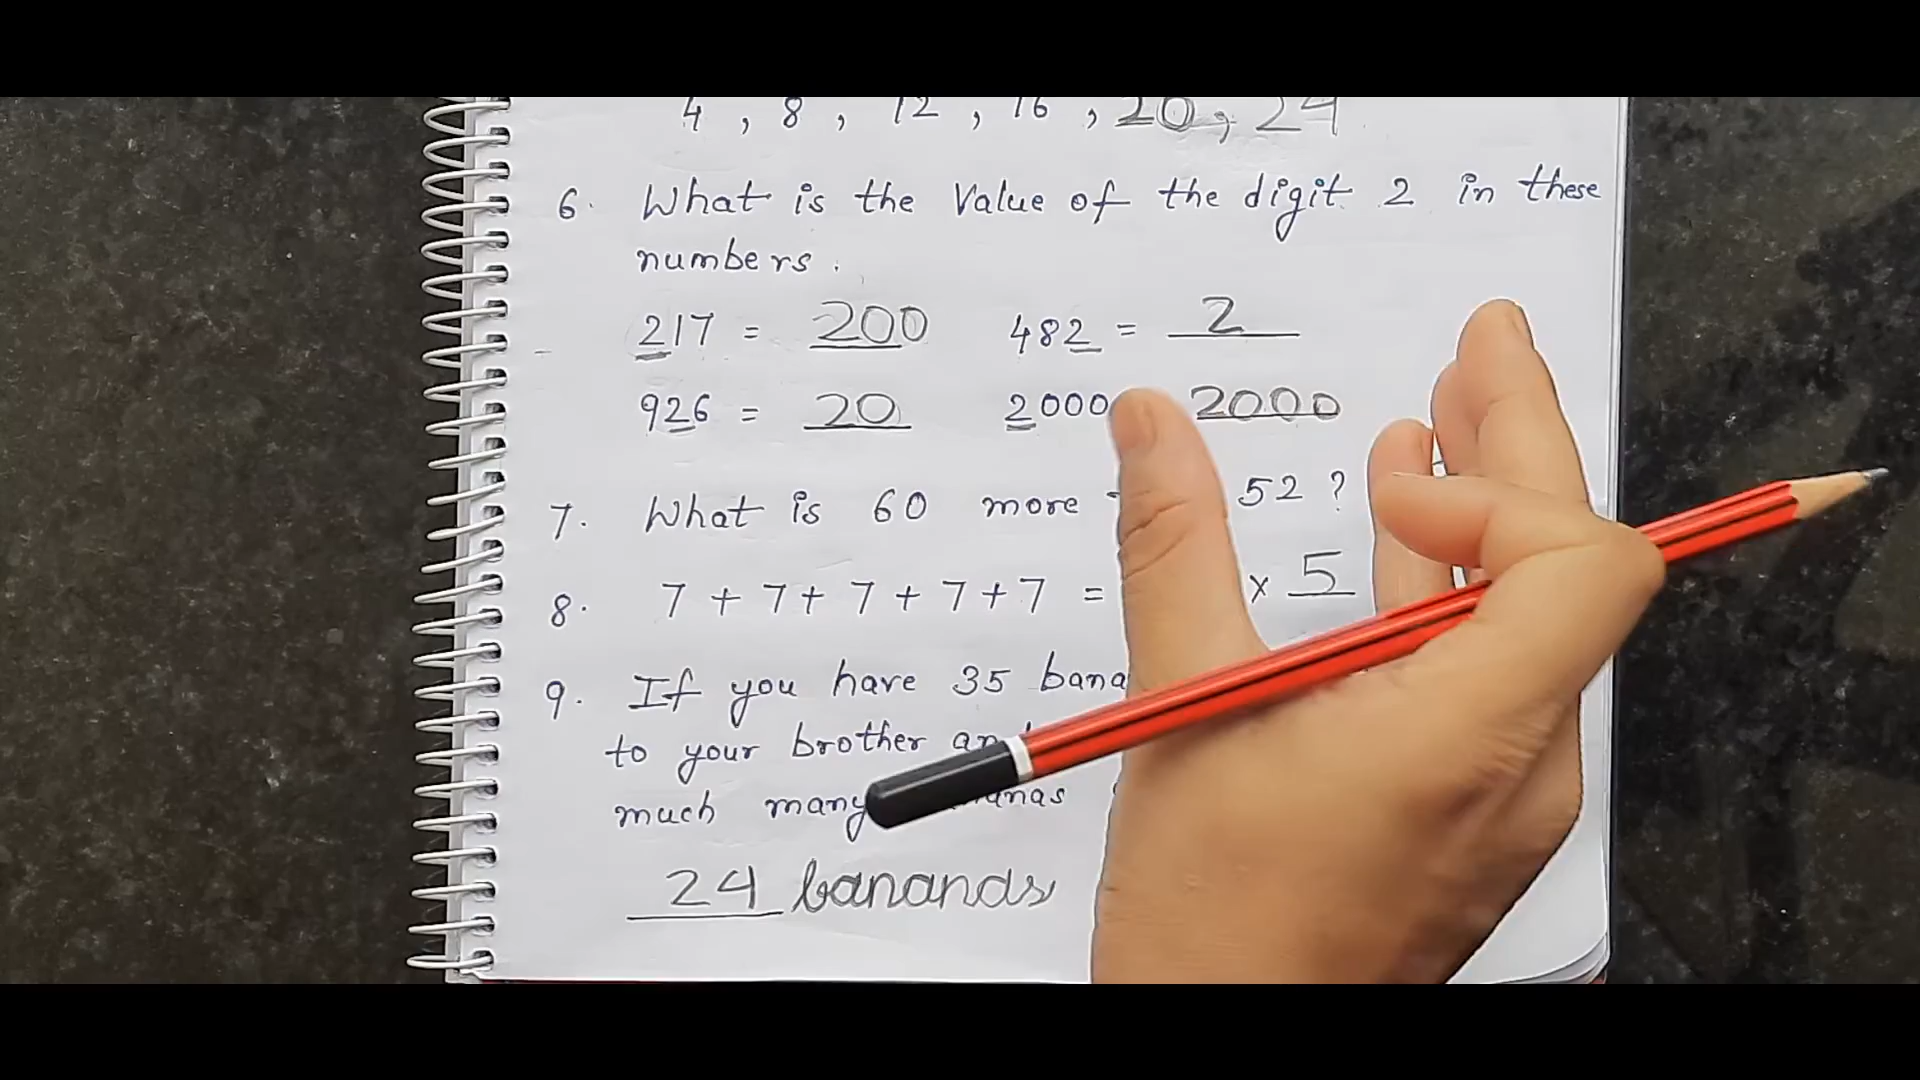 4 , 8 , 12 , 16 , 20 , 24
6. What is the Value of the digit 2 in these
numbers.
217 = 200 482 = 2
926 = 20 2000 2000
7. What is 60 more 52 ?
8. 7 + 7 + 7 + 7 + 7 = × 5
9. If you have 35
to your brother
much many
24 bananas